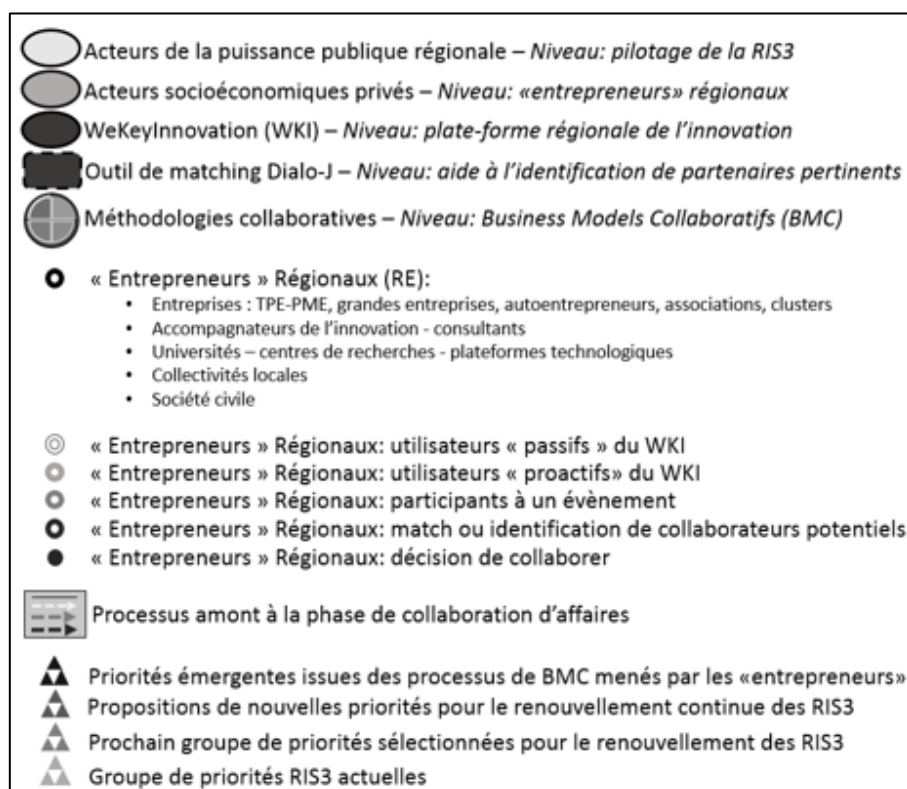 Acteurs de la puissance publique régionale – Niveau: pilotage de la RIS3
Acteurs socioéconomiques privés – Niveau: «entrepreneurs» régionaux
WeKeyInnovation (WKI) – Niveau: plate-forme régionale de l'innovation
Outil de matching Dialo-J – Niveau: aide à l'identification de partenaires pertinents
Méthodologies collaboratives – Niveau: Business Models Collaboratifs (BMC)
« Entrepreneurs » Régionaux (RE):
• Entreprises : TPE-PME, grandes entreprises, autoentrepreneurs, associations, clusters
• Accompagnateurs de l'innovation - consultants
• Universités – centres de recherches - plateformes technologiques
• Collectivités locales
• Société civile
« Entrepreneurs » Régionaux: utilisateurs « passifs » du WKI
« Entrepreneurs » Régionaux: utilisateurs « proactifs» du WKI
« Entrepreneurs » Régionaux: participants à un évènement
« Entrepreneurs » Régionaux: match ou identification de collaborateurs potentiels
« Entrepreneurs » Régionaux: décision de collaborer
Processus amont à la phase de collaboration d'affaires
Priorités émergentes issues des processus de BMC menés par les «entrepreneurs»
Propositions de nouvelles priorités pour le renouvellement continue des RIS3
Prochain groupe de priorités sélectionnées pour le renouvellement des RIS3
Groupe de priorités RIS3 actuelles